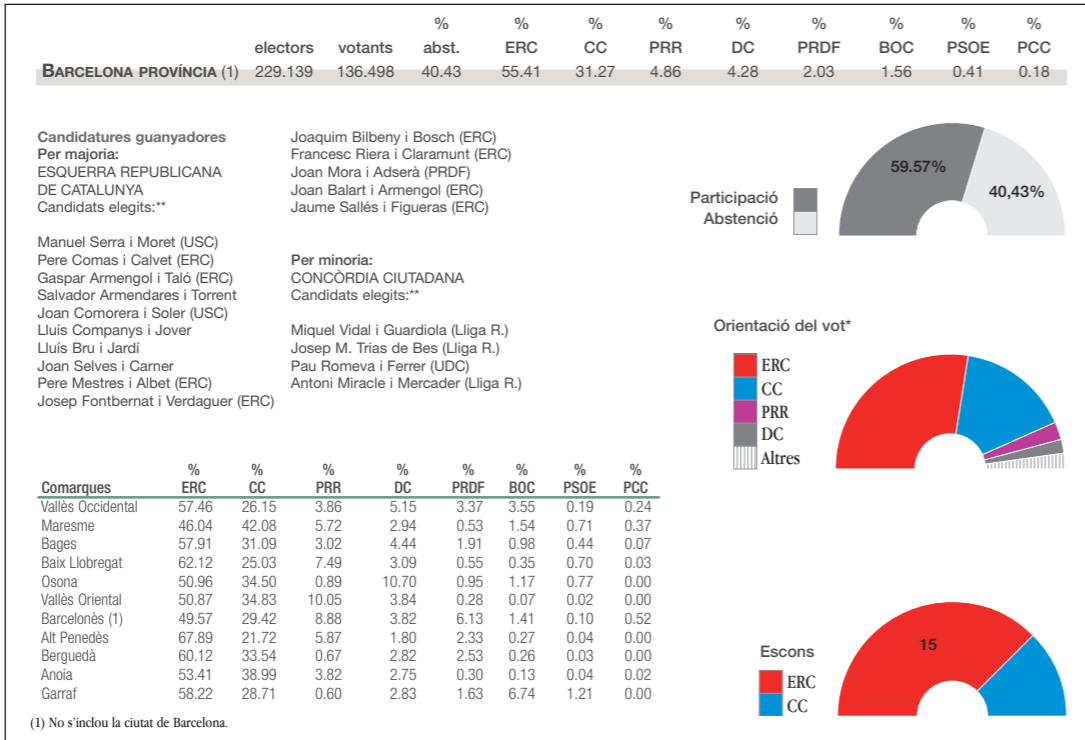 % % % % % % % % %
electors votants abst. ERC CC PRR DC PRDF BOC PSOE PCC
BARCELONA PROVÍNCIA (1) 229.139 136.498 40.43 55.41 31.27 4.86 4.28 2.03 1.56 0.41 0.18
Candidatures guanyadores
Per majoria:
ESQUERRA REPUBLICANA
DE CATALUNYA
Candidats elegits:**
Manuel Serra i Moret (USC)
Pere Comas i Calvet (ERC)
Gaspar Armengol i Taló (ERC)
Salvador Armendares i Torrent
Joan Comorera i Soler (USC)
Lluís Companys i Jover
Lluís Bru i Jardí
Joan Selves i Carner
Pere Mestres i Albet (ERC)
Josep Fontbernat i Verdaguer (ERC)
Joaquim Bilbeny i Bosch (ERC)
Francesc Riera i Claramunt (ERC)
Joan Mora i Adserà (PRDF)
Joan Balart i Armengol (ERC)
Jaume Sallés i Figueras (ERC)
Per minoria:
CONCÒRDIA CIUTADANA
Candidats elegits:**
Miquel Vidal i Guardiola (Lliga R.)
Josep M. Trias de Bes (Lliga R.)
Pau Romeva i Ferrer (UDC)
Antoni Miracle i Mercader (Lliga R.)
Participació
Abstenció
59.57%
40,43%
Orientació del vot*
ERC
CC
PRR
DC
Altres
% % % % % % % %
Comarques ERC CC PRR DC PRDF BOC PSOE PCC
Vallès Occidental 57.46 26.15 3.86 5.15 3.37 3.55 0.19 0.24
Maresme 46.04 42.08 5.72 2.94 0.53 1.54 0.71 0.37
Bages 57.91 31.09 3.02 4.44 1.91 0.98 0.44 0.07
Baix Llobregat 62.12 25.03 7.49 3.09 0.55 0.35 0.70 0.03
Osona 50.96 34.50 0.89 10.70 0.95 1.17 0.77 0.00
Vallès Oriental 50.87 34.83 10.05 3.84 0.28 0.07 0.02 0.00
Barcelonès (1) 49.57 29.42 8.88 3.82 6.13 1.41 0.10 0.52
Alt Penedès 67.89 21.72 5.87 1.80 2.33 0.27 0.04 0.00
Berguedà 60.12 33.54 0.67 2.82 2.53 0.26 0.03 0.00
Anoia 53.41 38.99 3.82 2.75 0.30 0.13 0.04 0.02
Garraf 58.22 28.71 0.60 2.83 1.63 6.74 1.21 0.00
(1) No s'inclou la ciutat de Barcelona.
Escons
ERC
CC
15